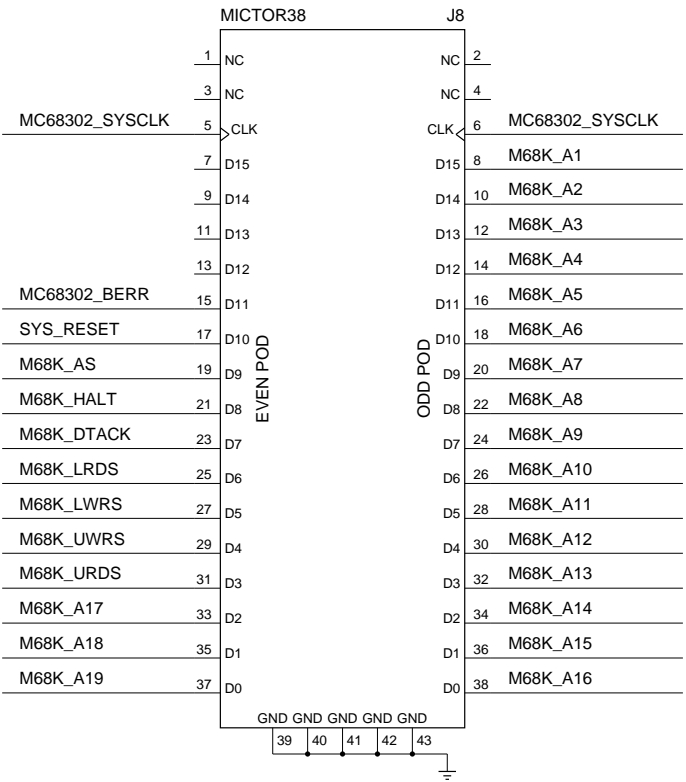 MICTOR38 J8
1 NC NC 2
3 NC NC 4
MC68302_SYSCLK 5 CLK CLK 6 MC68302_SYSCLK
7 D15 D15 8 M68K_A1
9 D14 D14 10 M68K_A2
11 D13 D13 12 M68K_A3
13 D12 D12 14 M68K_A4
MC68302_BERR 15 D11 D11 16 M68K_A5
SYS_RESET 17 D10 D10 18 M68K_A6
M68K_AS 19 D9 D9 20 M68K_A7
M68K_HALT 21 D8 D8 22 M68K_A8
EVEN POD
ODD POD
M68K_DTACK 23 D7 D7 24 M68K_A9
M68K_LRDS 25 D6 D6 26 M68K_A10
M68K_LWRS 27 D5 D5 28 M68K_A11
M68K_UWRS 29 D4 D4 30 M68K_A12
M68K_URDS 31 D3 D3 32 M68K_A13
M68K_A17 33 D2 D2 34 M68K_A14
M68K_A18 35 D1 D1 36 M68K_A15
M68K_A19 37 D0 D0 38 M68K_A16
GND GND GND GND GND
39 40 41 42 43